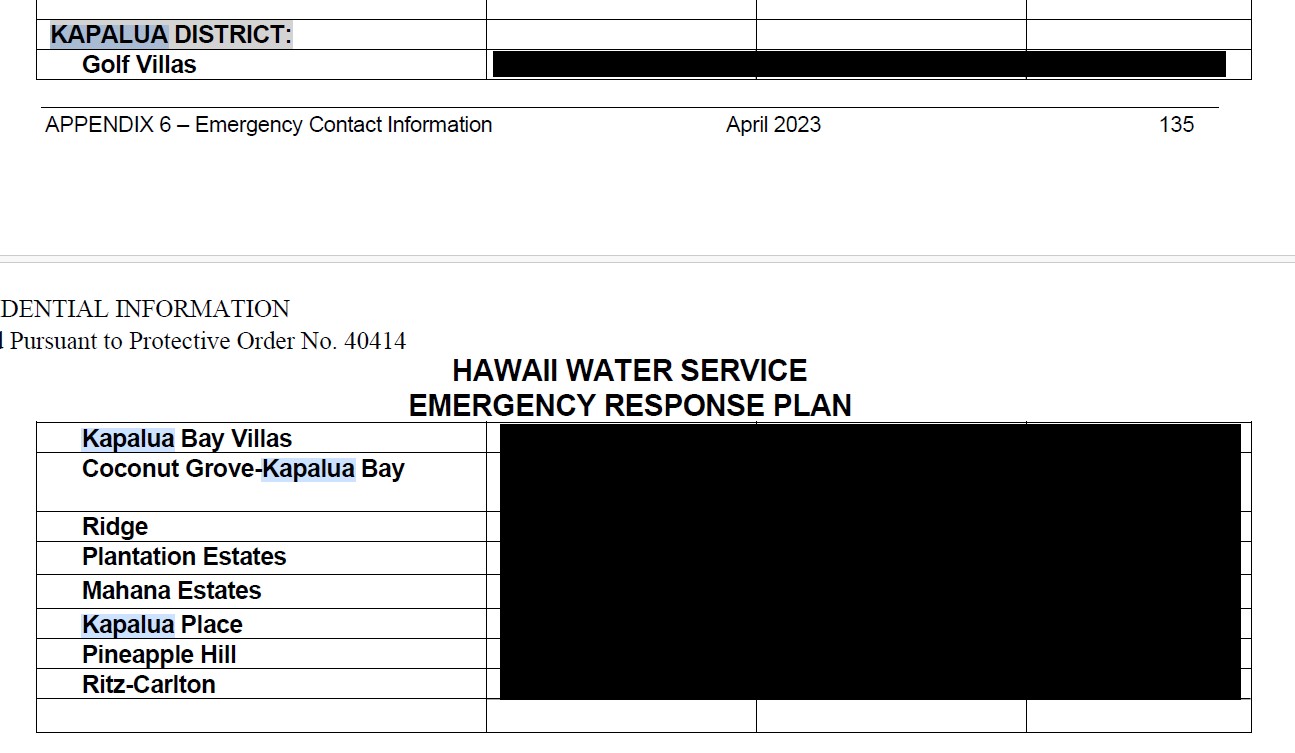 KAPALUA DISTRICT:
Golf Villas
APPENDIX 6 – Emergency Contact Information April 2023 135
DENTIAL INFORMATION
Pursuant to Protective Order No. 40414
HAWAII WATER SERVICE
EMERGENCY RESPONSE PLAN
Kapalua Bay Villas
Coconut Grove-Kapalua Bay
Ridge
Plantation Estates
Mahana Estates
Kapalua Place
Pineapple Hill
Ritz-Carlton